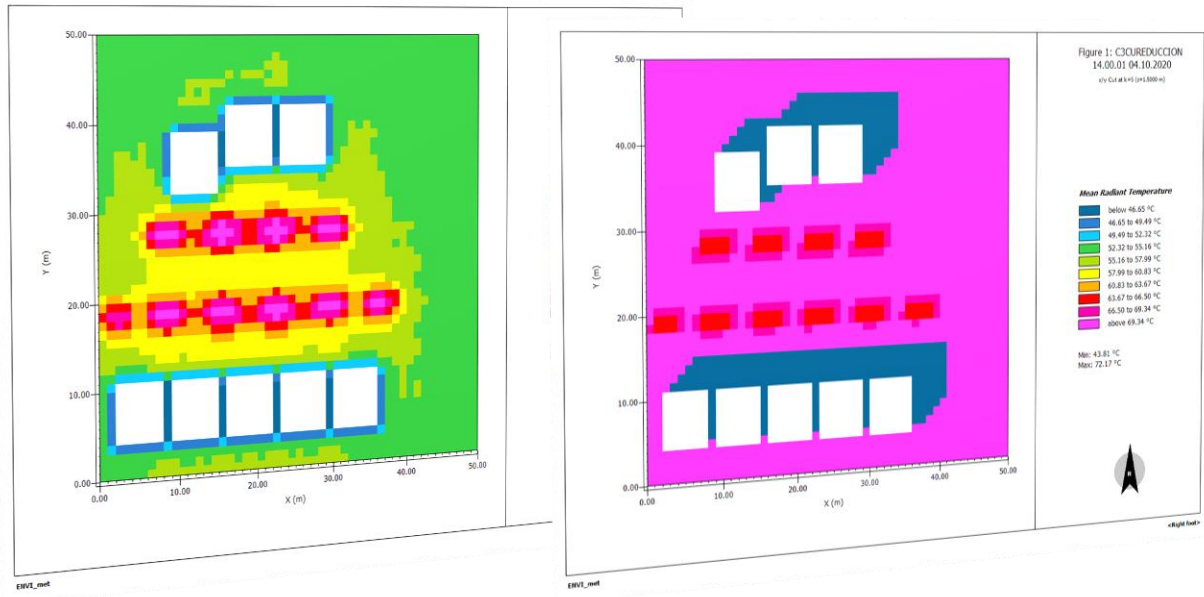 50.00
40.00
30.00
20.00
10.00
0.00
Y (m)
0.00
10.00
20.00
30.00
40.00
50.00
X (m)
ENVI_met
50.00
40.00
30.00
20.00
10.00
0.00
Y (m)
0.00
10.00
20.00
30.00
40.00
50.00
X (m)
ENVI_met
Figure 1: C3CUREDUCCION
14.00.01 04.10.2020
x/y Cut at k=5 (z=1.5000 m)
Mean Radiant Temperature
below 46.65 °C
46.65 to 49.49 °C
49.49 to 52.32 °C
52.32 to 55.16 °C
55.16 to 57.99 °C
57.99 to 60.83 °C
60.83 to 63.67 °C
63.67 to 66.50 °C
66.50 to 69.34 °C
above 69.34 °C
Min: 43.81 °C
Max: 72.17 °C
N
<Right foot>